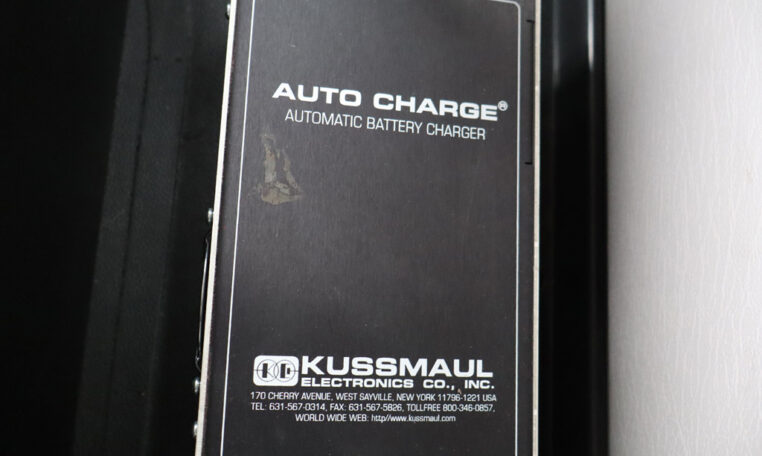 AUTO CHARGE®
AUTOMATIC BATTERY CHARGER
KUSSMAUL
ELECTRONICS CO., INC.
170 CHERRY AVENUE, WEST SAYVILLE, NEW YORK 11796-1221 USA
TEL: 631-567-0314, FAX: 631-567-5826, TOLLFREE 800-346-0857,
WORLD WIDE WEB: http//www.kussmaul.com